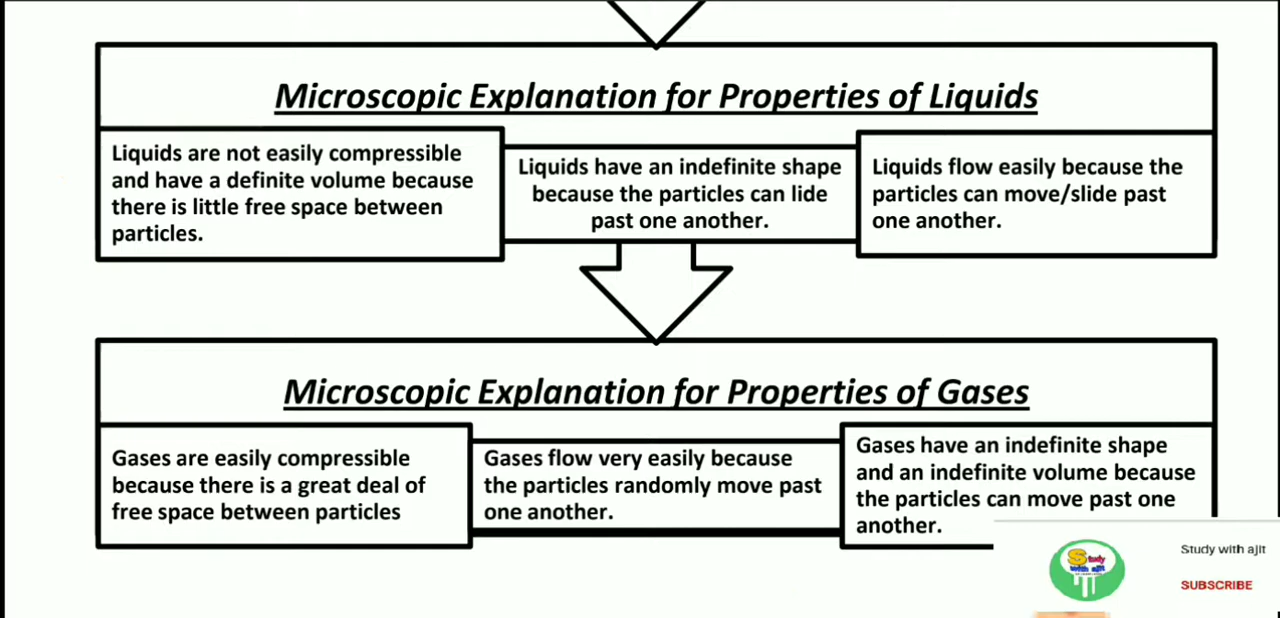 Microscopic Explanation for Properties of Liquids
Liquids are not easily compressible
and have a definite volume because
there is little free space between
particles.
Liquids have an indefinite shape
because the particles can lide
past one another.
Liquids flow easily because the
particles can move/slide past
one another.
Microscopic Explanation for Properties of Gases
Gases are easily compressible
because there is a great deal of
free space between particles
Gases flow very easily because
the particles randomly move past
one another.
Gases have an indefinite shape
and an indefinite volume because
the particles can move past one
another.
Study
with ajit
Study with ajit
SUBSCRIBE